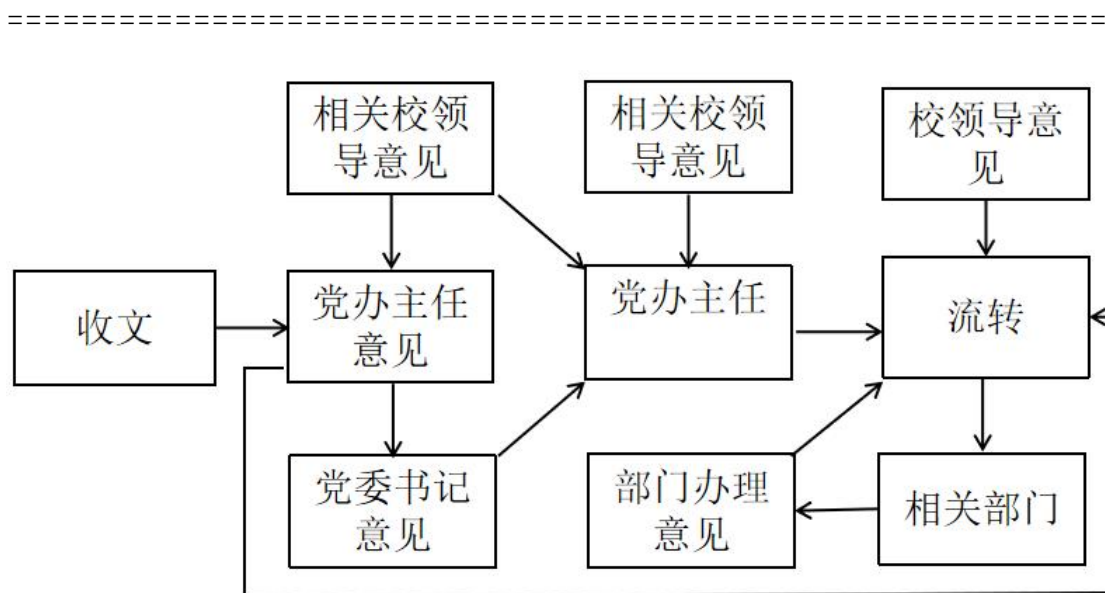 相关校领
导意见
相关校领
导意见
校领导意
见
收文
党办主任
意见
党办主任
流转
党委书记
意见
部门办理
意见
相关部门